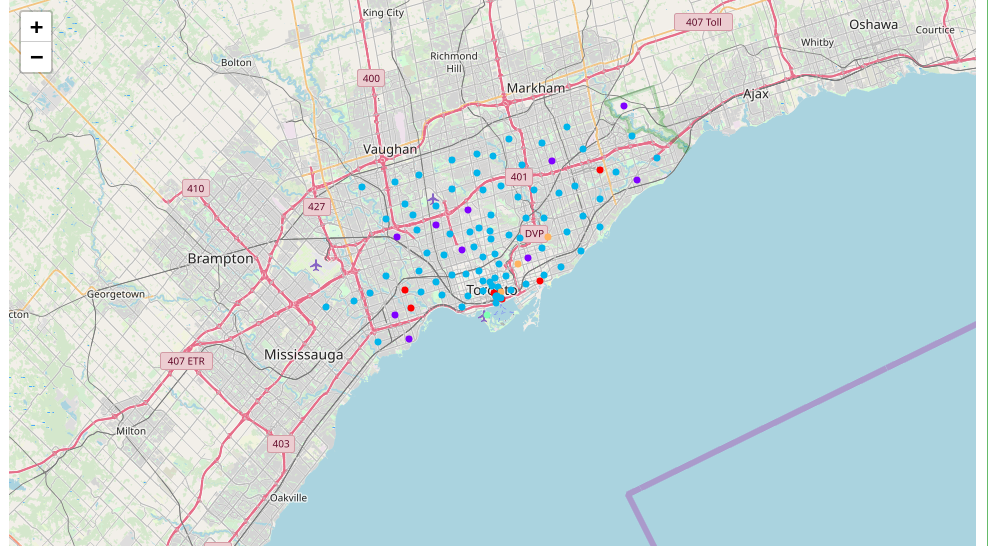 +
−
King City
407 Toll
Oshawa
Courtice
Whitby
Bolton
Richmond
Hill
400
Markham
Ajax
Vaughan
401
410
427
DVP
Brampton
Georgetown
cton
Toronto
Mississauga
407 ETR
Milton
403
Oakville